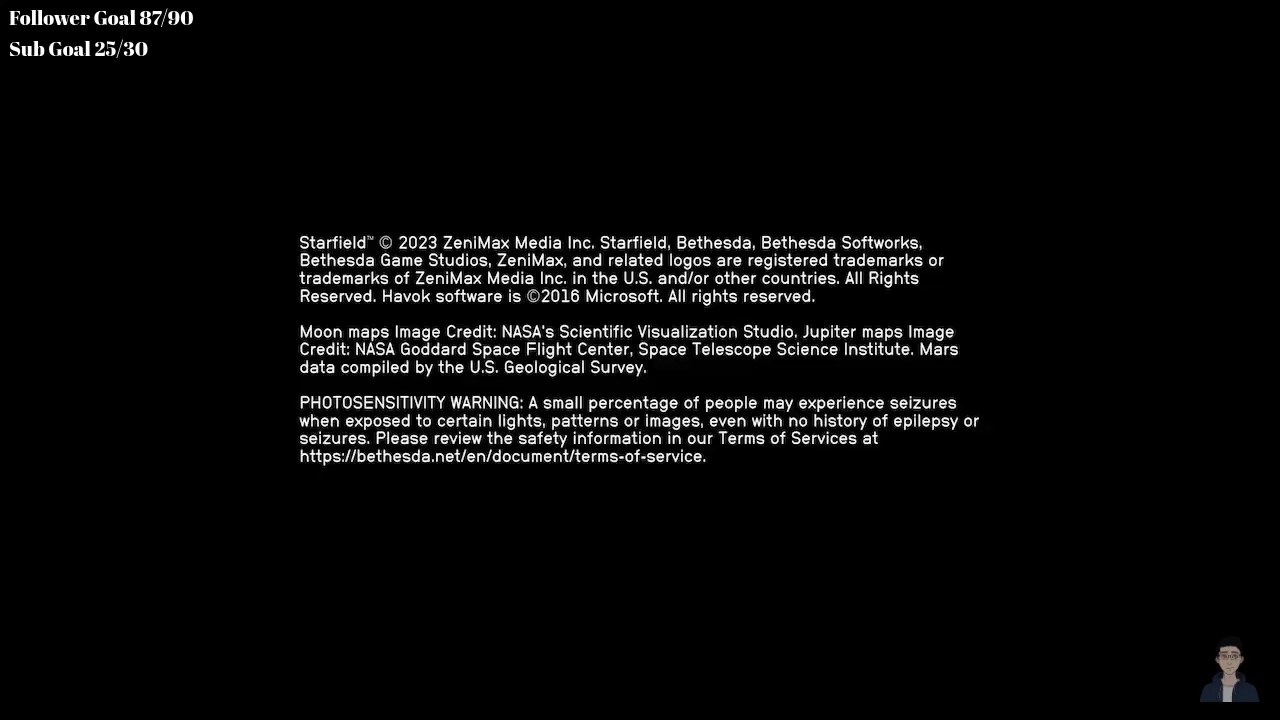 Follower Goal 87/90
Sub Goal 25/30
Starfield™ © 2023 ZeniMax Media Inc. Starfield, Bethesda, Bethesda Softworks,
Bethesda Game Studios, ZeniMax, and related logos are registered trademarks or
trademarks of ZeniMax Media Inc. in the U.S. and/or other countries. All Rights
Reserved. Havok software is ©2016 Microsoft. All rights reserved.
Moon maps Image Credit: NASA's Scientific Visualization Studio. Jupiter maps Image
Credit: NASA Goddard Space Flight Center, Space Telescope Science Institute. Mars
data compiled by the U.S. Geological Survey.
PHOTOSENSITIVITY WARNING: A small percentage of people may experience seizures
when exposed to certain lights, patterns or images, even with no history of epilepsy or
seizures. Please review the safety information in our Terms of Services at
https://bethesda.net/en/document/terms-of-service.